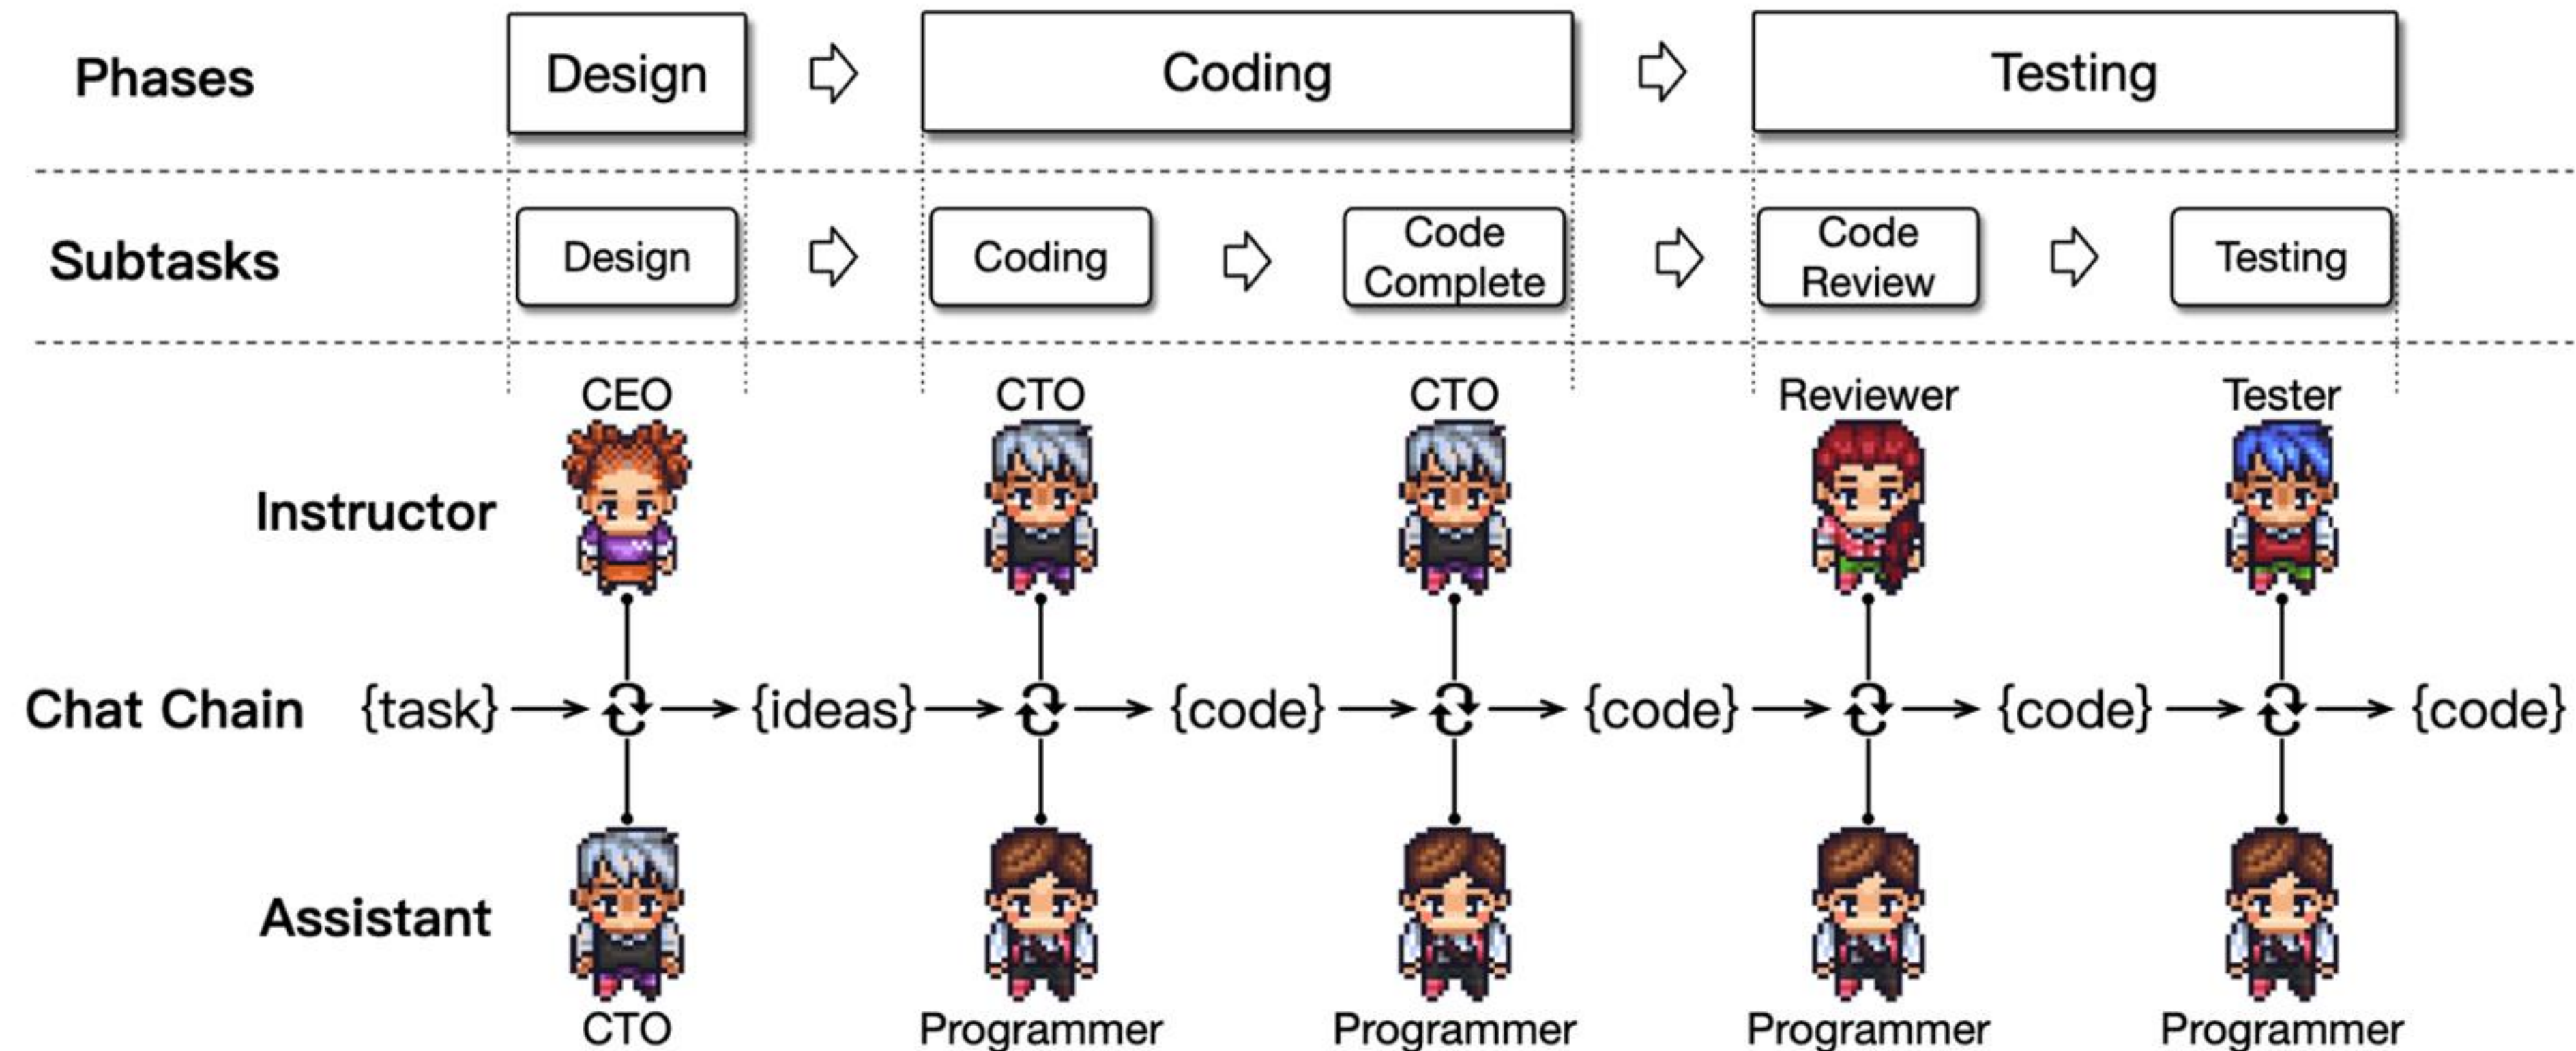 Phases
Design
Coding
Testing
Subtasks
Design
Coding
Code
Complete
Code
Review
Testing
CEO
CTO
CTO
Reviewer
Tester
Instructor
Chat Chain
{task}
{ideas}
{code}
{code}
{code}
{code}
Assistant
CTO
Programmer
Programmer
Programmer
Programmer